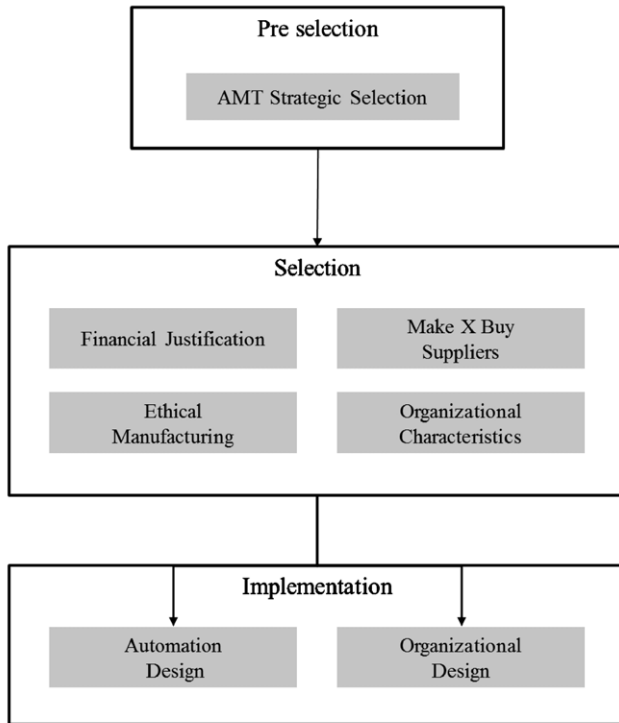 Pre selection
AMT Strategic Selection
Selection
Financial Justification
Make X Buy
Suppliers
Ethical
Manufacturing
Organizational
Characteristics
Implementation
Automation
Design
Organizational
Design